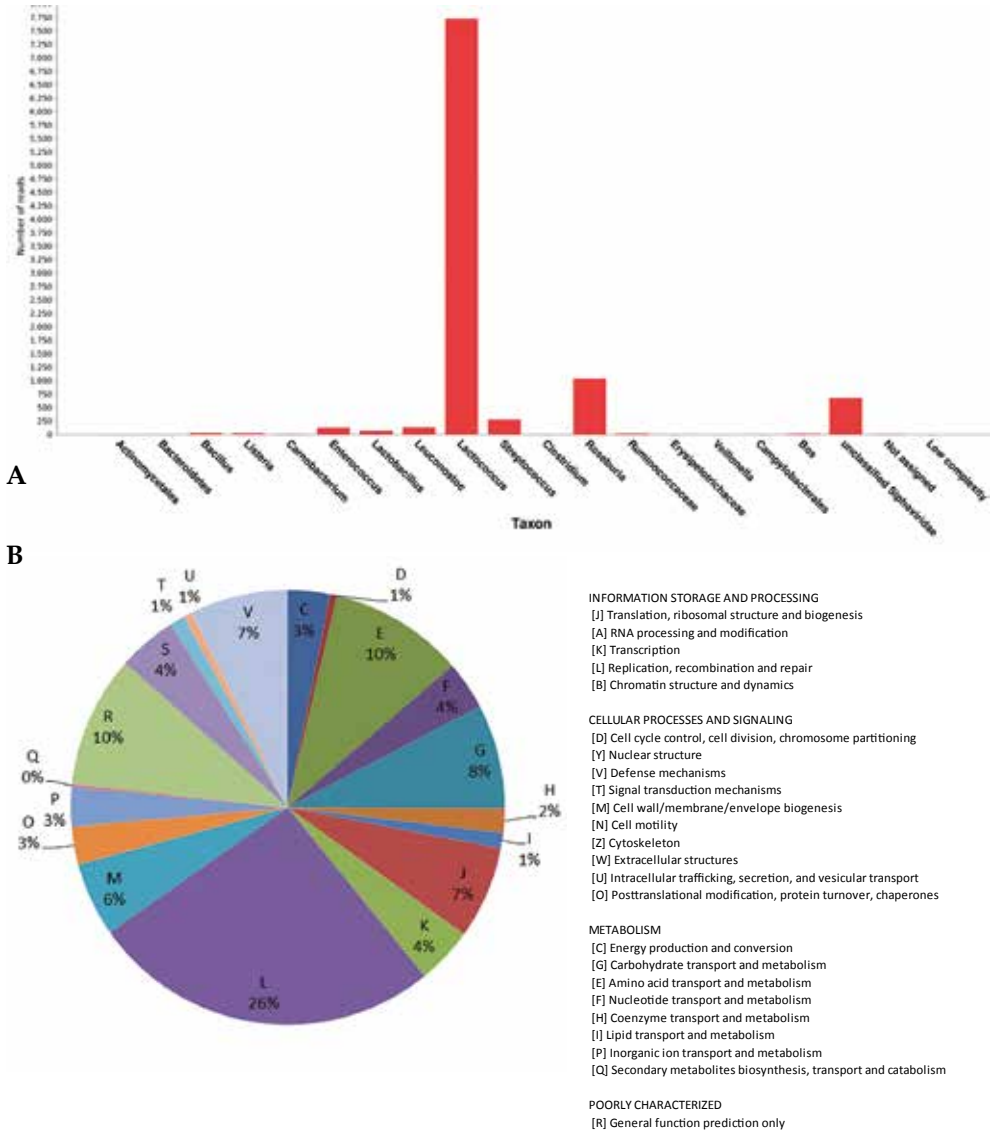 7.750
7.500
7.250
7.000
6.750
6.500
6.250
6.000
5.750
5.500
5.250
5.000
4.750
4.500
4.250
4.000
3.750
3.500
3.250
3.000
2.750
2.500
2.250
2.000
1.750
1.500
1.250
1.000
750
500
250
0
Number of reads
Actinomycetales
Bacteroidetes
Bacillus
Listeria
Carnobacterium
Enterococcus
Lactobacillus
Leuconostoc
Lactococcus
Streptococcus
Clostridium
Roseburia
Ruminococcaceae
Erysipelotrichaceae
Veillonella
Campylobacterales
Bos
unclassified Siphoviridae
Not assigned
Low complexity
Taxon
A
B
C
3%
D
1%
E
10%
F
4%
G
8%
H
2%
I
1%
J
7%
K
4%
L
26%
M
6%
O
3%
P
3%
Q
0%
R
10%
S
4%
T
1%
U
1%
V
7%
INFORMATION STORAGE AND PROCESSING
[J] Translation, ribosomal structure and biogenesis
[A] RNA processing and modification
[K] Transcription
[L] Replication, recombination and repair
[B] Chromatin structure and dynamics
CELLULAR PROCESSES AND SIGNALING
[D] Cell cycle control, cell division, chromosome partitioning
[Y] Nuclear structure
[V] Defense mechanisms
[T] Signal transduction mechanisms
[M] Cell wall/membrane/envelope biogenesis
[N] Cell motility
[Z] Cytoskeleton
[W] Extracellular structures
[U] Intracellular trafficking, secretion, and vesicular transport
[O] Posttranslational modification, protein turnover, chaperones
METABOLISM
[C] Energy production and conversion
[G] Carbohydrate transport and metabolism
[E] Amino acid transport and metabolism
[F] Nucleotide transport and metabolism
[H] Coenzyme transport and metabolism
[I] Lipid transport and metabolism
[P] Inorganic ion transport and metabolism
[Q] Secondary metabolites biosynthesis, transport and catabolism
POORLY CHARACTERIZED
[R] General function prediction only